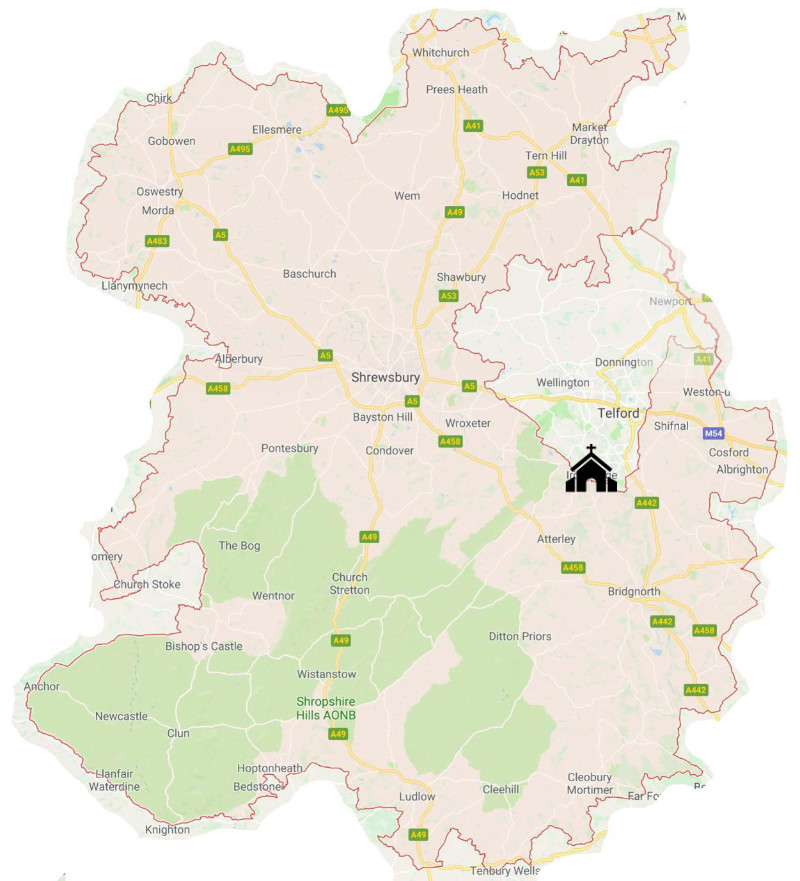 M
Whitchurch
Prees Heath
Chirk
A495
Ellesmere
A41
Market
Drayton
Gobowen
A495
Tern Hill
A53
A41
Oswestry
Wem
Hodnet
Morda
A49
A5
A483
Baschurch
Shawbury
Llanymynech
A53
Newport
Alberbury
A5
Donnington
A41
Shrewsbury
Wellington
A458
A5
Weston-u
A5
Bayston Hill
Telford
Wroxeter
Shifnal
M54
A458
Pontesbury
Condover
Cosford
Albrighton
A442
A49
Atterley
The Bog
omery
A458
Church Stoke
Church
Stretton
Wentnor
Bridgnorth
A442
A458
Bishop's Castle
A49
Ditton Priors
Wistanstow
Anchor
A442
Shropshire
Hills AONB
Newcastle
Clun
A49
Hoptonheath
Llanfair
Waterdine
Bedstone
Cleobury
Mortimer
Cleehill
Ludlow
Far Fo
Knighton
A49
Tenbury Wells